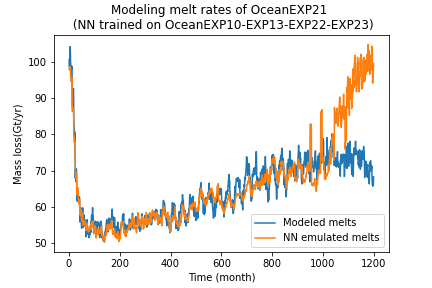 Modeling melt rates of OceanEXP21
(NN trained on OceanEXP10-EXP13-EXP22-EXP23)
100
90
80
70
60
50
Mass loss(Gt/yr)
Modeled melts
NN emulated melts
0 200 400 600 800 1000 1200
Time (month)